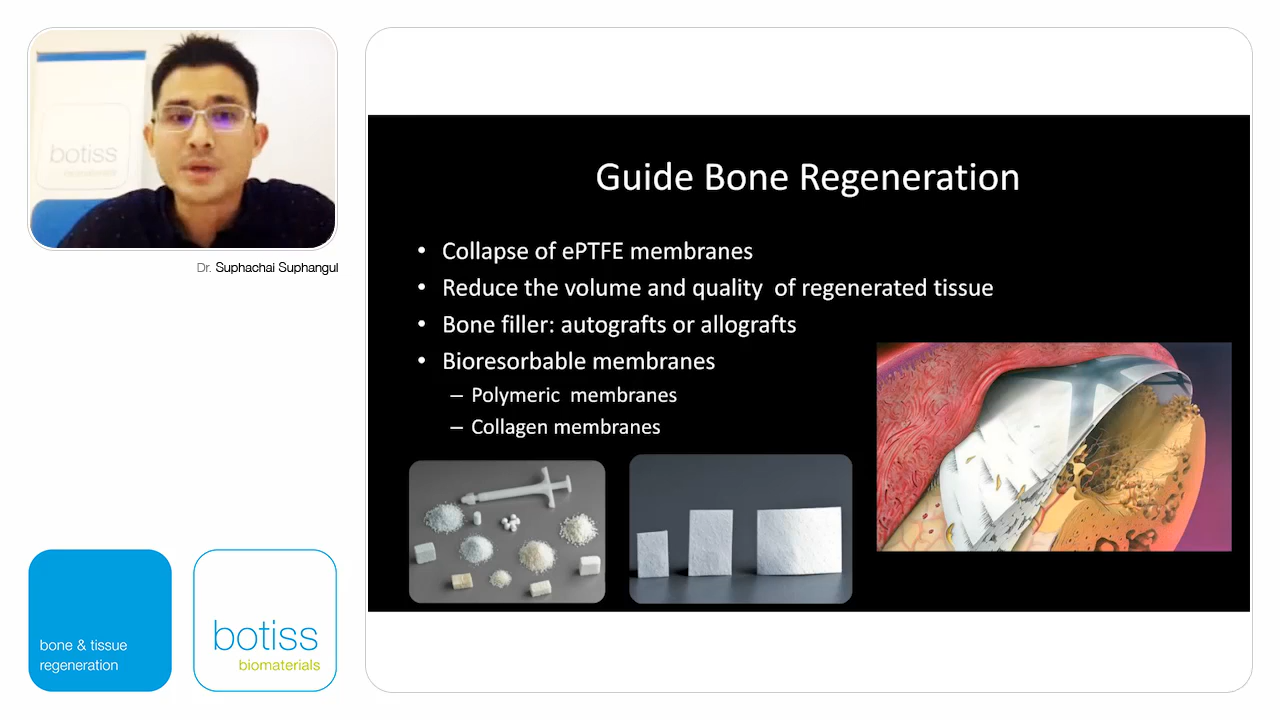 botiss
biomaterials
Dr. Suphachai Suphangul
Guide Bone Regeneration
• Collapse of ePTFE membranes
• Reduce the volume and quality of regenerated tissue
• Bone filler: autografts or allografts
• Bioresorbable membranes
– Polymeric membranes
– Collagen membranes
bone & tissue
regeneration
botiss
biomaterials